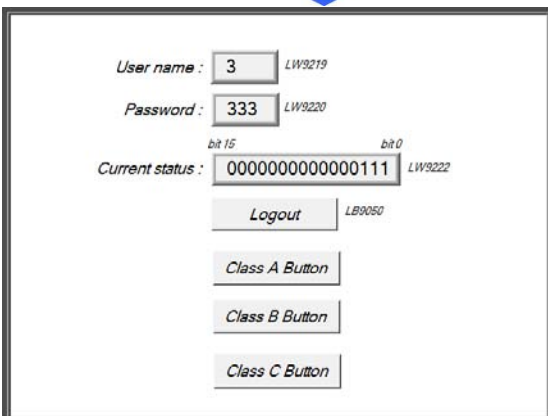 User name : 3 LW9219
Password : 333 LW9220
bit 15 bit 0
Current status : 0000000000000111 LW9222
Logout LB9050
Class A Button
Class B Button
Class C Button